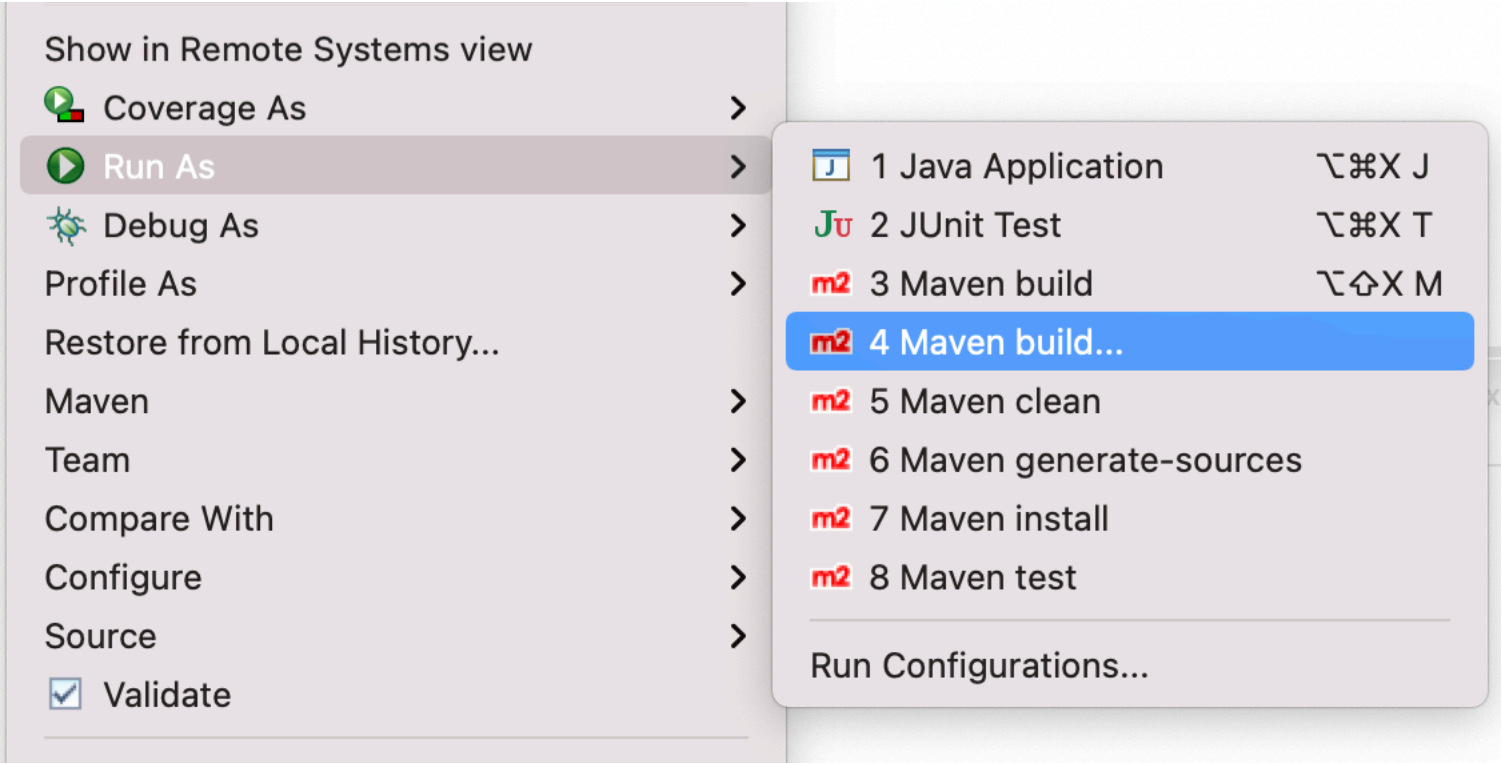 Show in Remote Systems view
Coverage As
Run As
Debug As
Profile As
Restore from Local History...
Maven
Team
Compare With
Configure
Source
Validate
1 Java Application ⌥⌘X J
2 JUnit Test ⌥⌘X T
3 Maven build ⌥⇧X M
4 Maven build...
5 Maven clean
6 Maven generate-sources
7 Maven install
8 Maven test
Run Configurations...